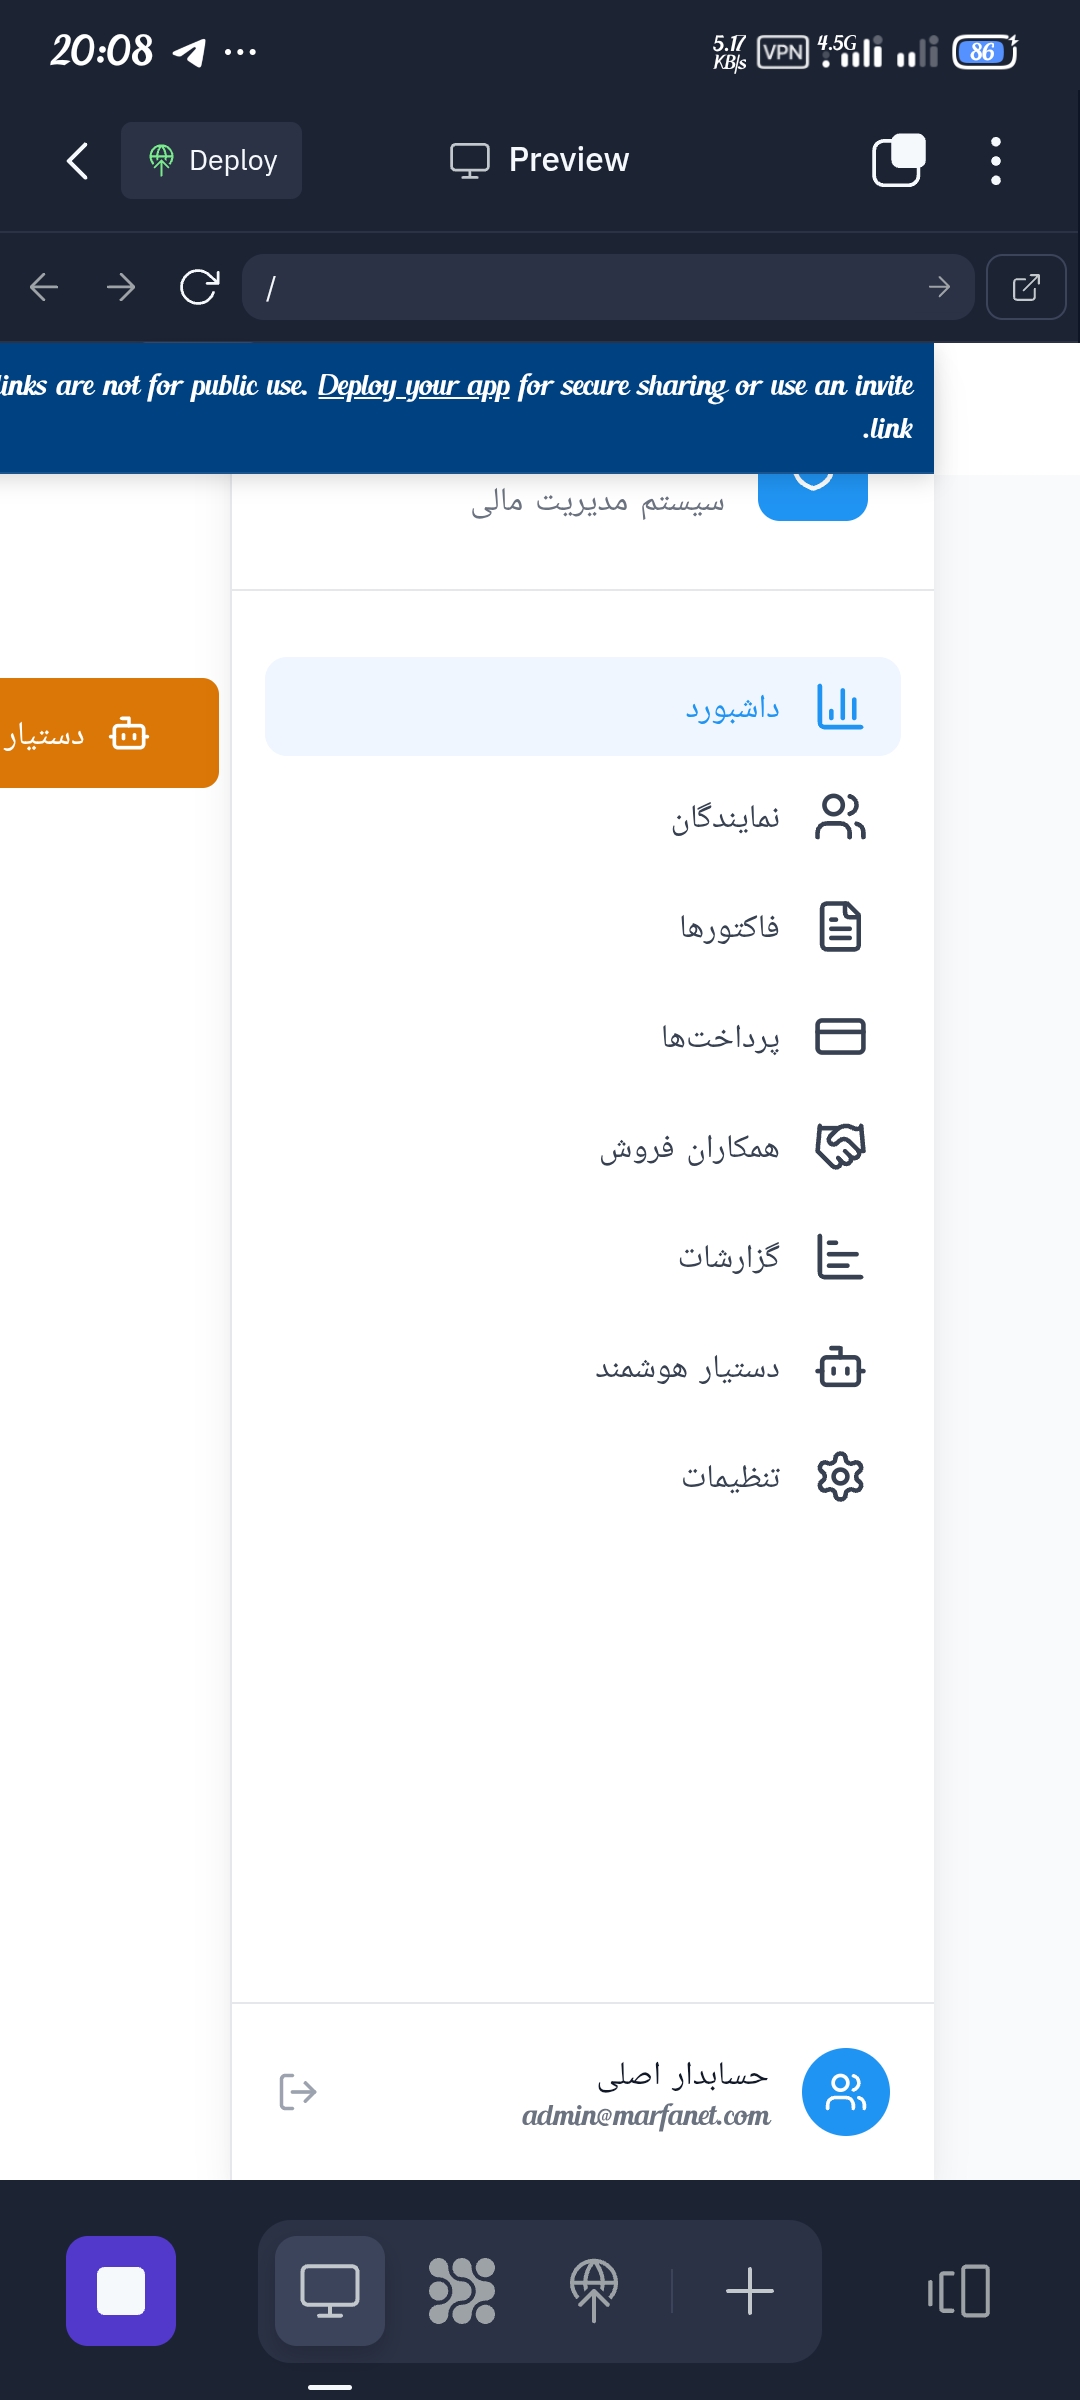 20:08
5.17 KB/s
VPN
4.5G
86
Deploy
Preview
/
links are not for public use. Deploy your app for secure sharing or use an invite
.link
سیستم مدیریت مالی
داشبورد
دستیار
نمایندگان
فاکتورها
پرداخت‌ها
همکاران فروش
گزارشات
دستیار هوشمند
تنظیمات
حسابدار اصلی
admin@marfanet.com